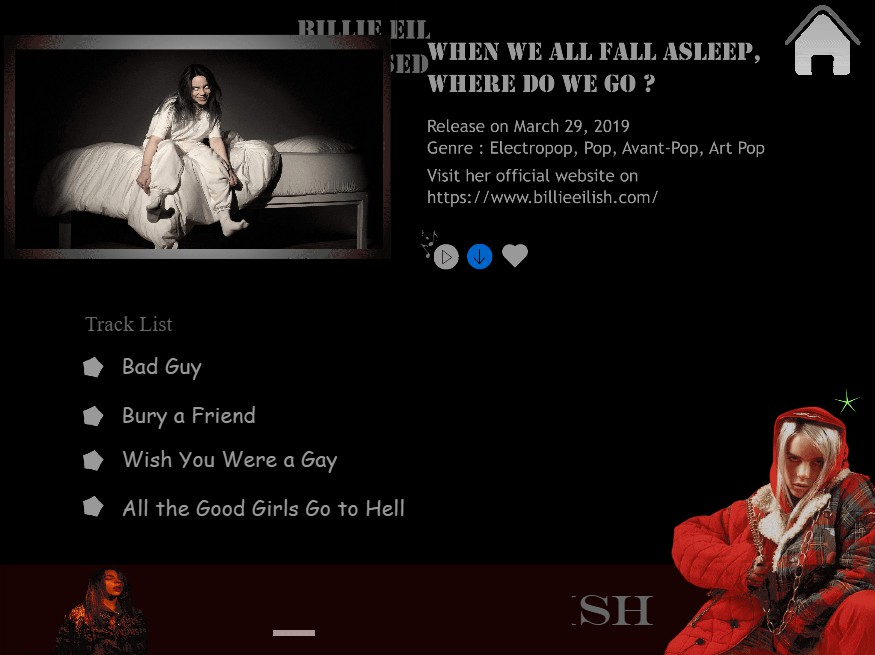 BILLIE EIL
SED
WHEN WE ALL FALL ASLEEP,
WHERE DO WE GO ?
Release on March 29, 2019
Genre : Electropop, Pop, Avant-Pop, Art Pop
Visit her official website on
https://www.billieeilish.com/
Track List
Bad Guy
Bury a Friend
Wish You Were a Gay
All the Good Girls Go to Hell
SH